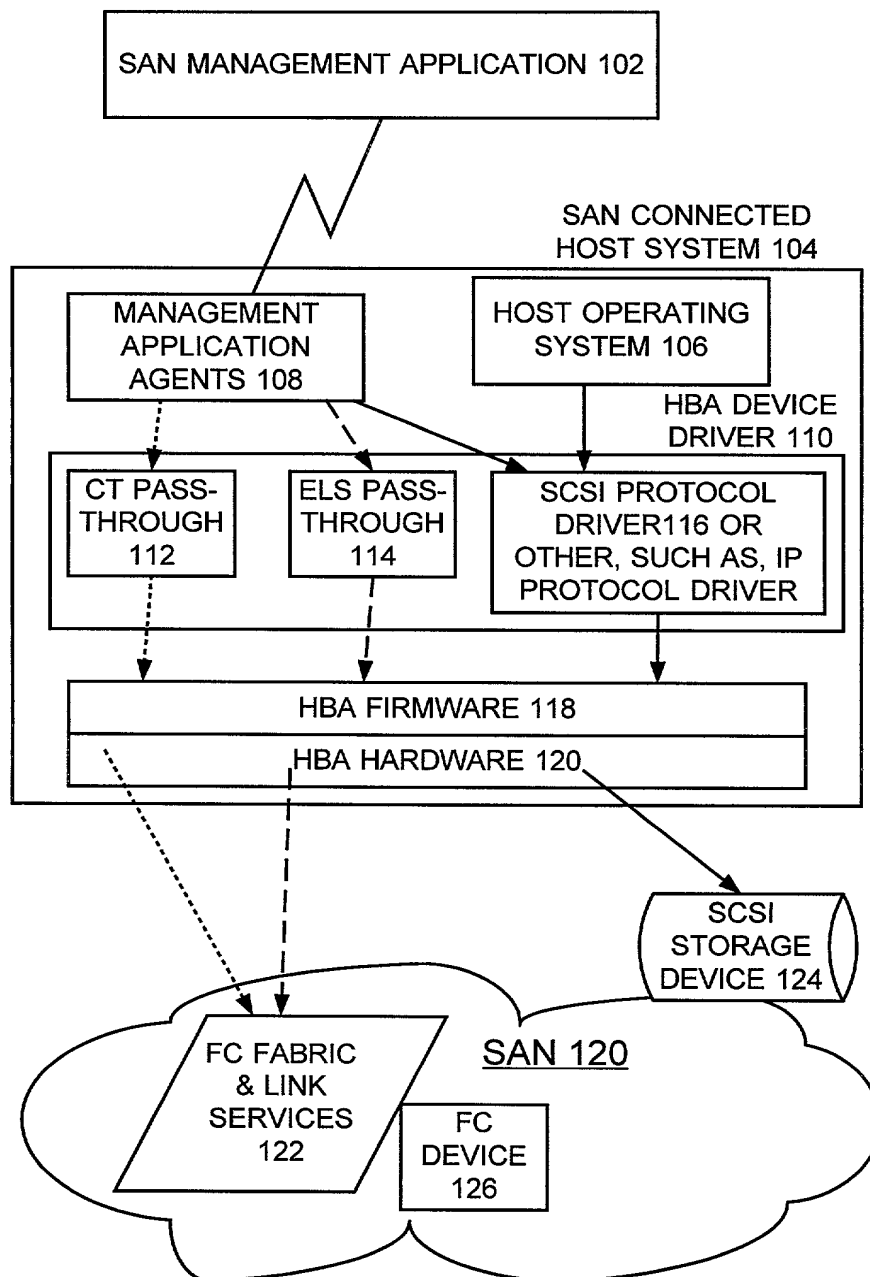 SAN MANAGEMENT APPLICATION 102
SAN CONNECTED
HOST SYSTEM 104
MANAGEMENT
APPLICATION
AGENTS 108
HOST OPERATING
SYSTEM 106
HBA DEVICE
DRIVER 110
CT PASS-
THROUGH
112
ELS PASS-
THROUGH
114
SCSI PROTOCOL
DRIVER116 OR
OTHER, SUCH AS, IP
PROTOCOL DRIVER
HBA FIRMWARE 118
HBA HARDWARE 120
SCSI
STORAGE
DEVICE 124
SAN 120
FC FABRIC
& LINK
SERVICES
122
FC
DEVICE
126